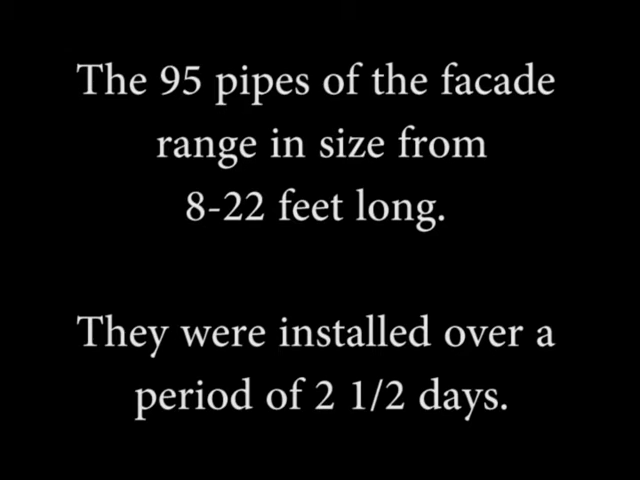 The 95 pipes of the facade
range in size from
8-22 feet long.
They were installed over a
period of 2 1/2 days.